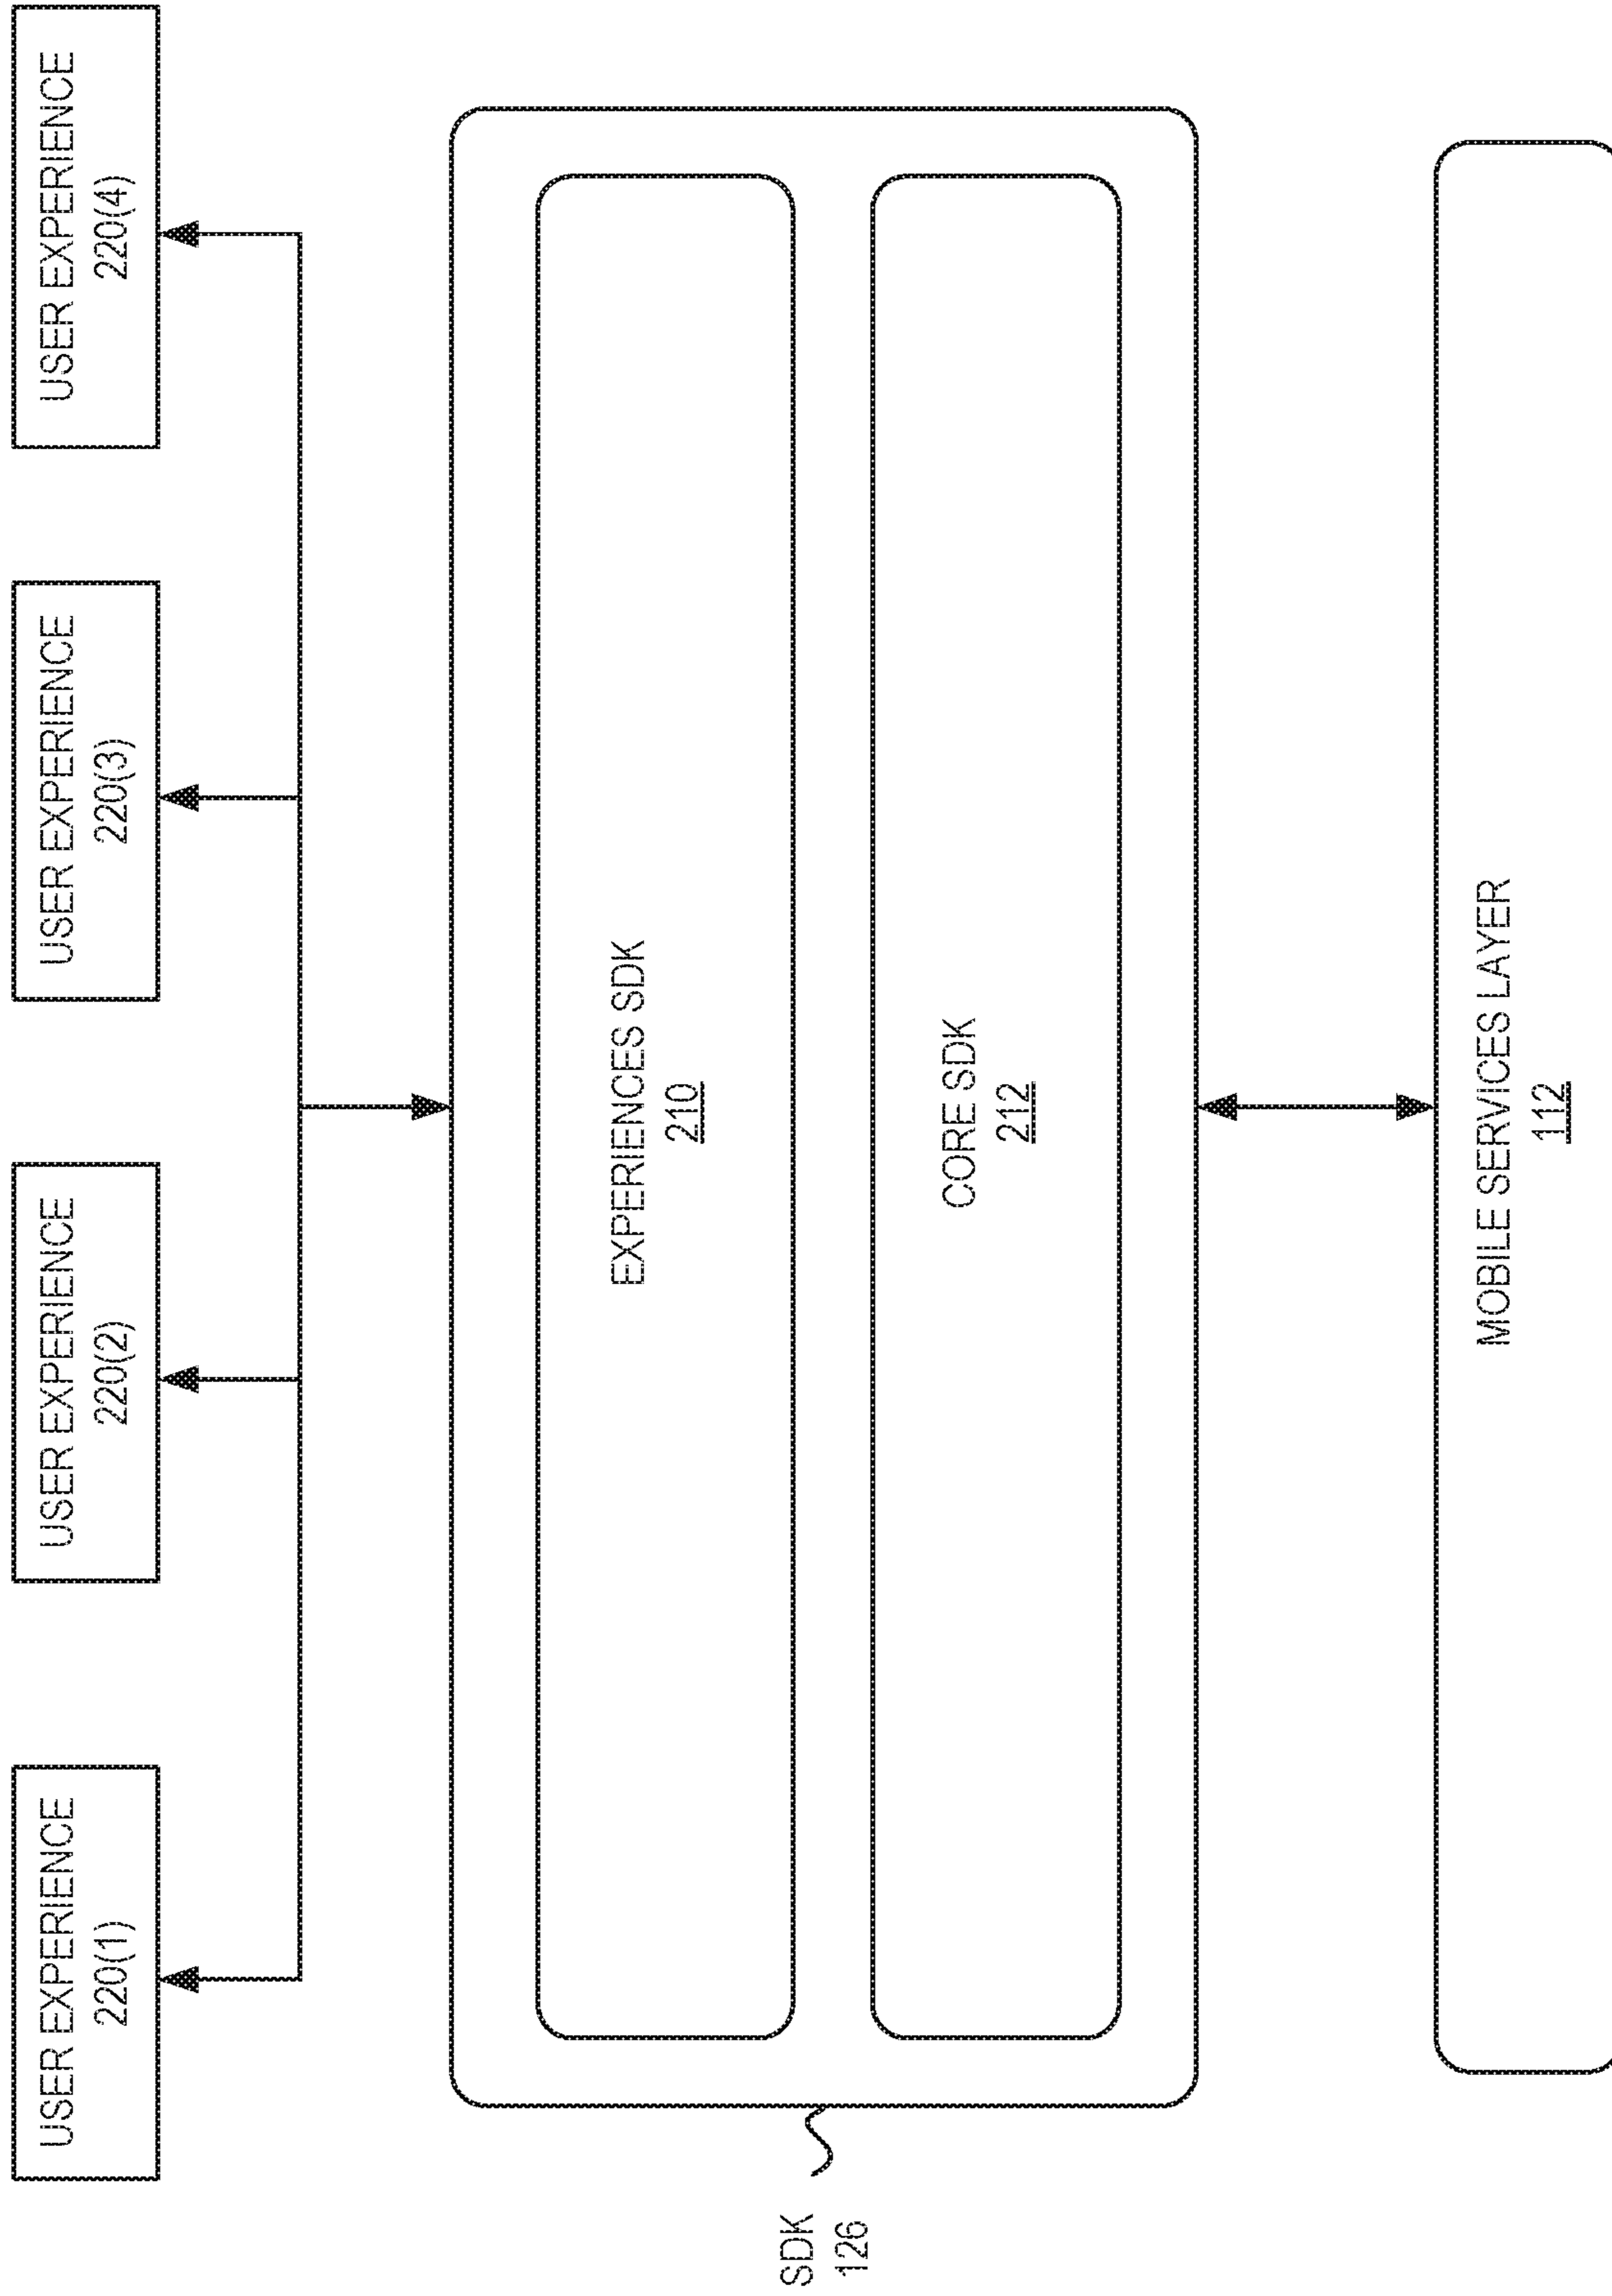 USER EXPERIENCE
220(1)
USER EXPERIENCE
220(2)
USER EXPERIENCE
220(3)
USER EXPERIENCE
220(4)
EXPERIENCES SDK
210
SDK
126
CORE SDK
212
MOBILE SERVICES LAYER
112